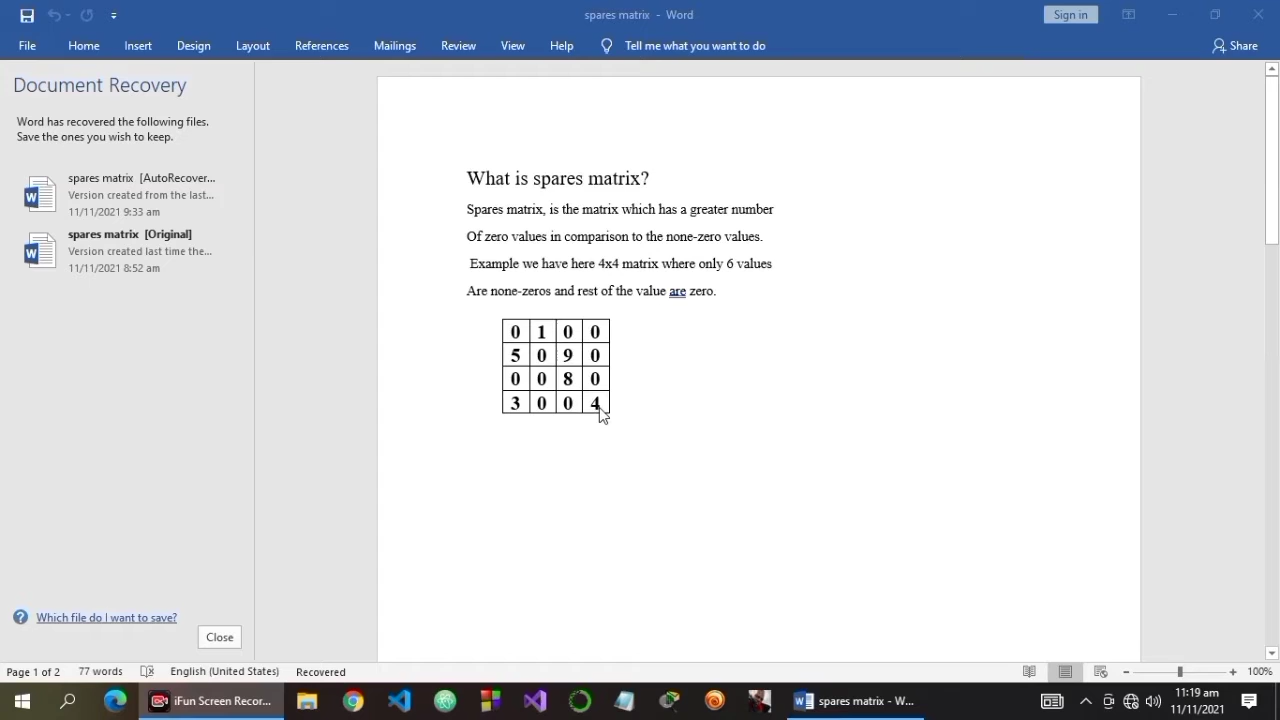 spares matrix - Word
Sign in
File Home Insert Design Layout References Mailings Review View Help Tell me what you want to do Share
Document Recovery
Word has recovered the following files.
Save the ones you wish to keep.
spares matrix [AutoRecover...
Version created from the last...
11/11/2021 9:33 am
spares matrix [Original]
Version created last time the...
11/11/2021 8:52 am
Which file do I want to save?
Close
What is spares matrix?
Spares matrix, is the matrix which has a greater number
Of zero values in comparison to the none-zero values.
Example we have here 4x4 matrix where only 6 values
Are none-zeros and rest of the value are zero.
0 1 0 0
5 0 9 0
0 0 8 0
3 0 0 4
Page 1 of 2 77 words English (United States) Recovered 100%
iFun Screen Recor... spares matrix - W... 11:19 am
11/11/2021